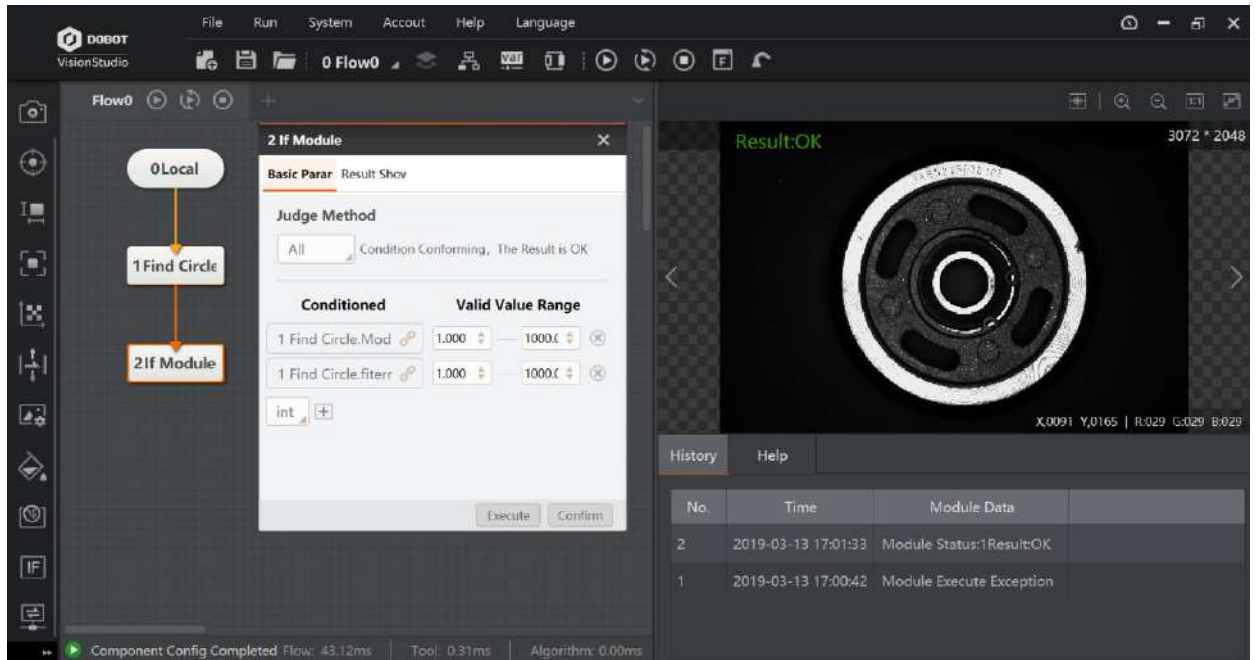 File Run System Accout Help Language
DOBOT
VisionStudio
0 Flow0
var
F
Flow0
0Local
1Find Circle
2If Module
2 If Module
Basic Parar Result Shov
Judge Method
All Condition Conforming, The Result is OK
Conditioned Valid Value Range
1 Find Circle.Mod 1.000 1000.(
1 Find Circle.fiterr 1.000 1000.(
int
Execute Confirm
IF
Component Config Completed Flow: 43.12ms Tool: 0.31ms Algorithm: 0.00ms
1:1
Result:OK
3072 * 2048
X,0091 Y,0165 | R:029 G:029 B:029
History Help
No. Time Module Data
2 2019-03-13 17:01:33 Module Status:1Result:OK
1 2019-03-13 17:00:42 Module Execute Exception